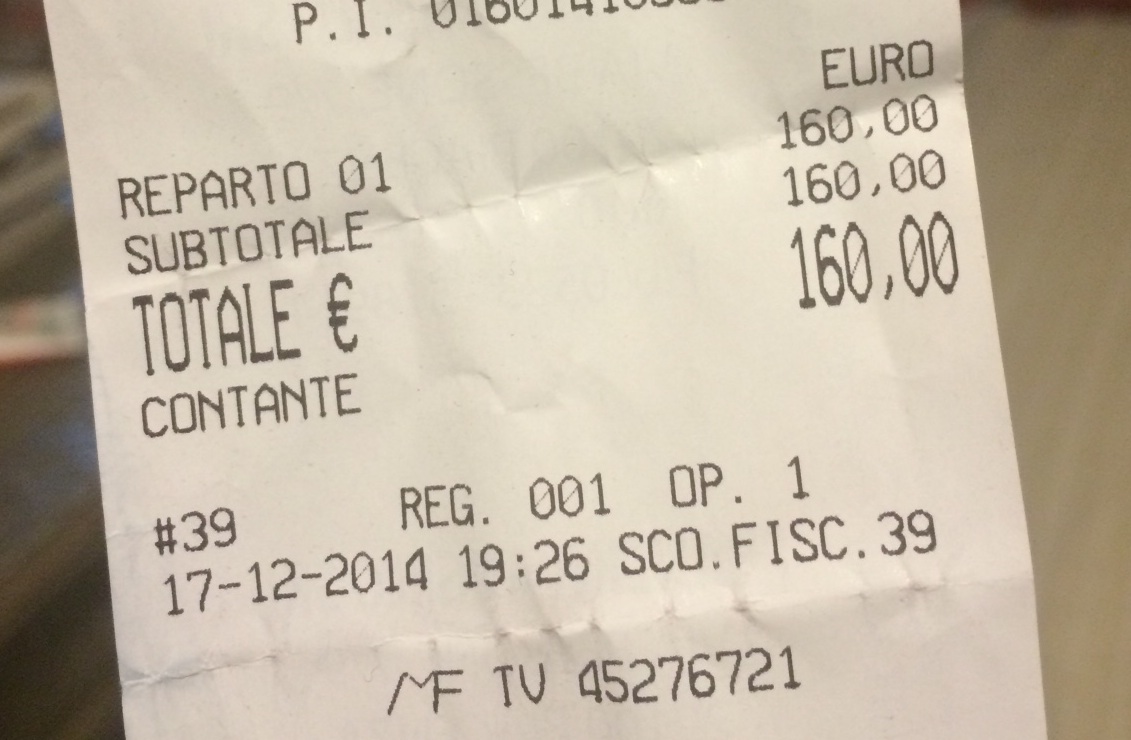 P. I.
EURO
REPARTO 01 160,00
SUBTOTALE 160,00
TOTALE € 160,00
CONTANTE
#39 REG. 001 OP. 1
17-12-2014 19:26 SCO.FISC.39
MF TV 45276721